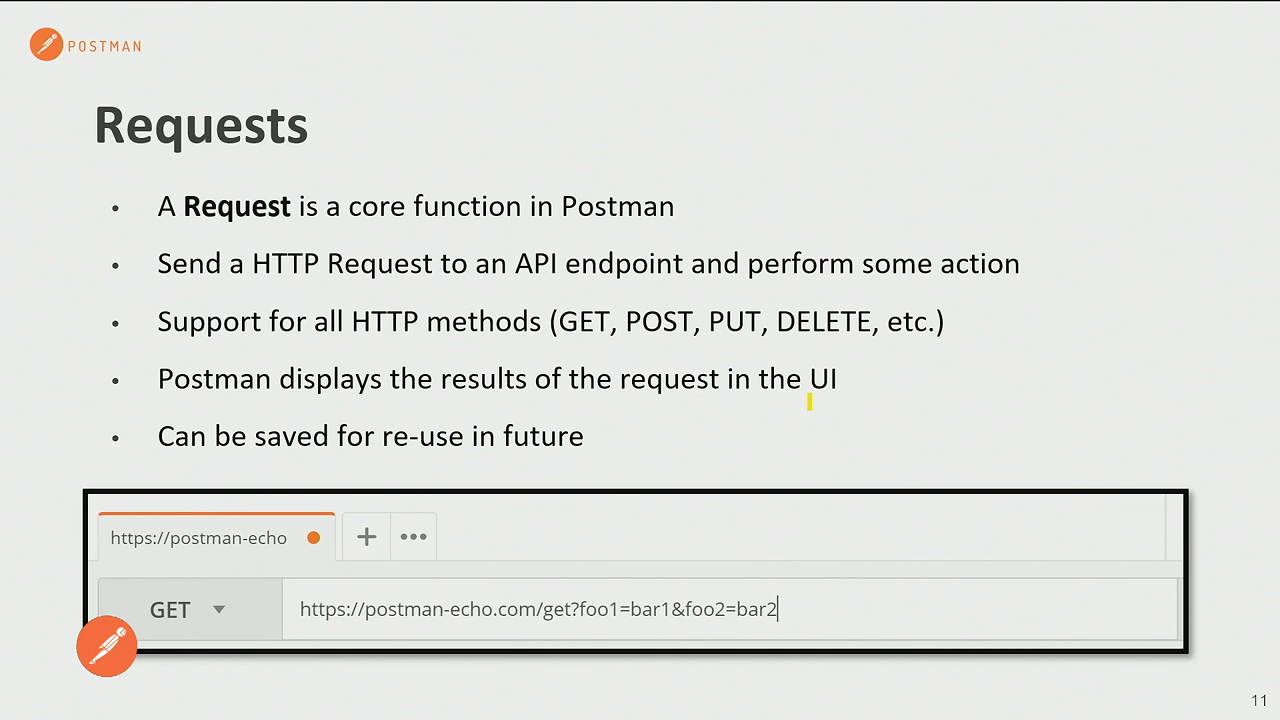 POSTMAN
Requests
• A Request is a core function in Postman
• Send a HTTP Request to an API endpoint and perform some action
• Support for all HTTP methods (GET, POST, PUT, DELETE, etc.)
• Postman displays the results of the request in the UI
• Can be saved for re-use in future
https://postman-echo
GET https://postman-echo.com/get?foo1=bar1&foo2=bar2
11